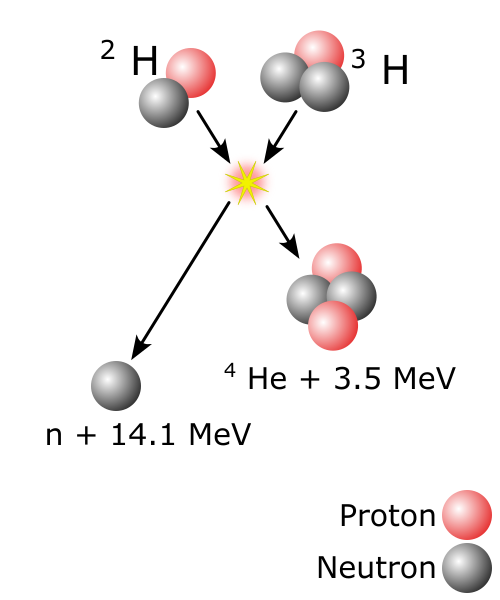 ² H
³ H
⁴ He + 3.5 MeV
n + 14.1 MeV
Proton
Neutron